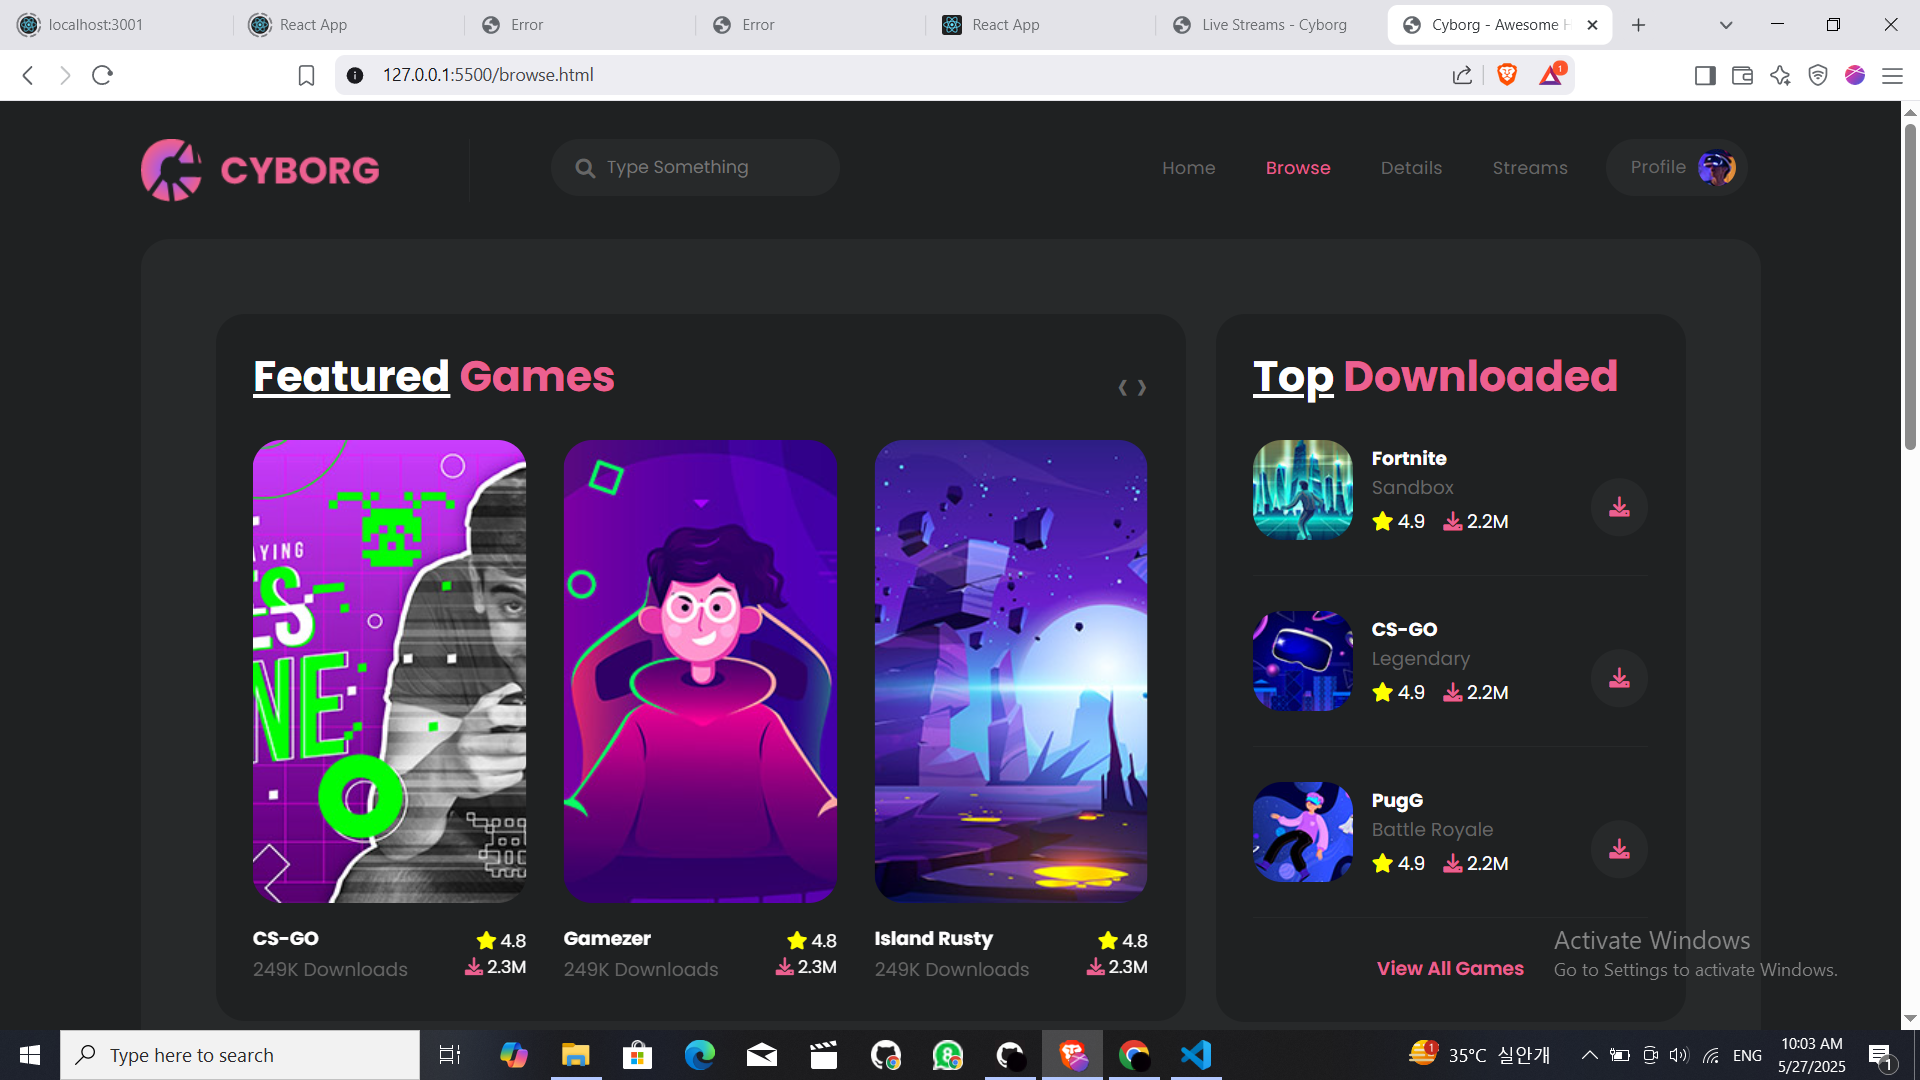 localhost:3001
React App
Error
Error
React App
Live Streams - Cyborg
Cyborg - Awesome H
127.0.0.1:5500/browse.html
1
CYBORG
Type Something
Home
Browse
Details
Streams
Profile
Featured Games
Top Downloaded
AYING
ES
NE
CS-GO
4.8
249K Downloads
2.3M
Gamezer
4.8
249K Downloads
2.3M
Island Rusty
4.8
249K Downloads
2.3M
Fortnite
Sandbox
4.9 2.2M
CS-GO
Legendary
4.9 2.2M
PugG
Battle Royale
4.9 2.2M
View All Games
Activate Windows
Go to Settings to activate Windows.
Type here to search
8
1
35°C 실안개
ENG
10:03 AM
5/27/2025
1